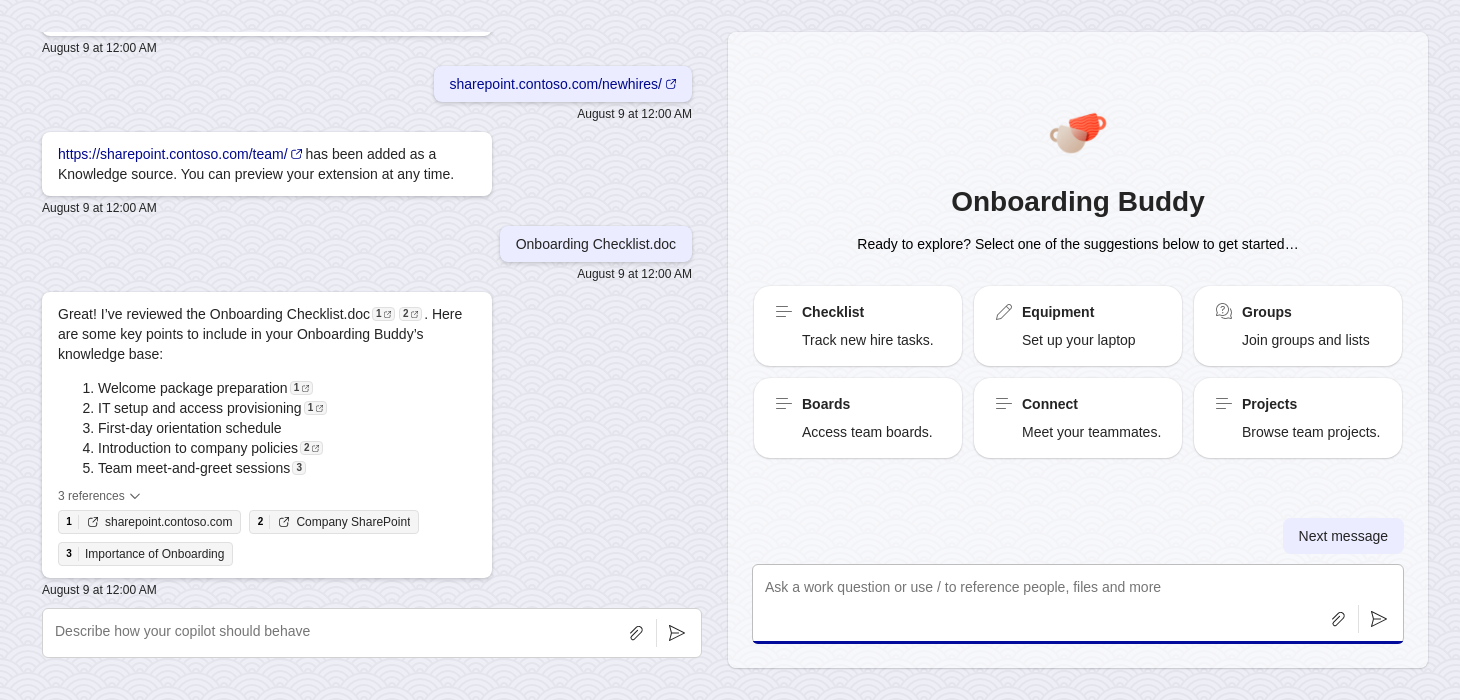 August 9 at 12:00 AM
sharepoint.contoso.com/newhires/
August 9 at 12:00 AM
https://sharepoint.contoso.com/team/ has been added as a
Knowledge source. You can preview your extension at any time.
August 9 at 12:00 AM
Onboarding Checklist.doc
August 9 at 12:00 AM
Great! I've reviewed the Onboarding Checklist.doc 1 2 . Here
are some key points to include in your Onboarding Buddy's
knowledge base:
1. Welcome package preparation 1
2. IT setup and access provisioning 1
3. First-day orientation schedule
4. Introduction to company policies 2
5. Team meet-and-greet sessions 3
3 references
1 sharepoint.contoso.com 2 Company SharePoint
3 Importance of Onboarding
August 9 at 12:00 AM
Describe how your copilot should behave
Onboarding Buddy
Ready to explore? Select one of the suggestions below to get started…
Checklist
Track new hire tasks.
Equipment
Set up your laptop
Groups
Join groups and lists
Boards
Access team boards.
Connect
Meet your teammates.
Projects
Browse team projects.
Next message
Ask a work question or use / to reference people, files and more